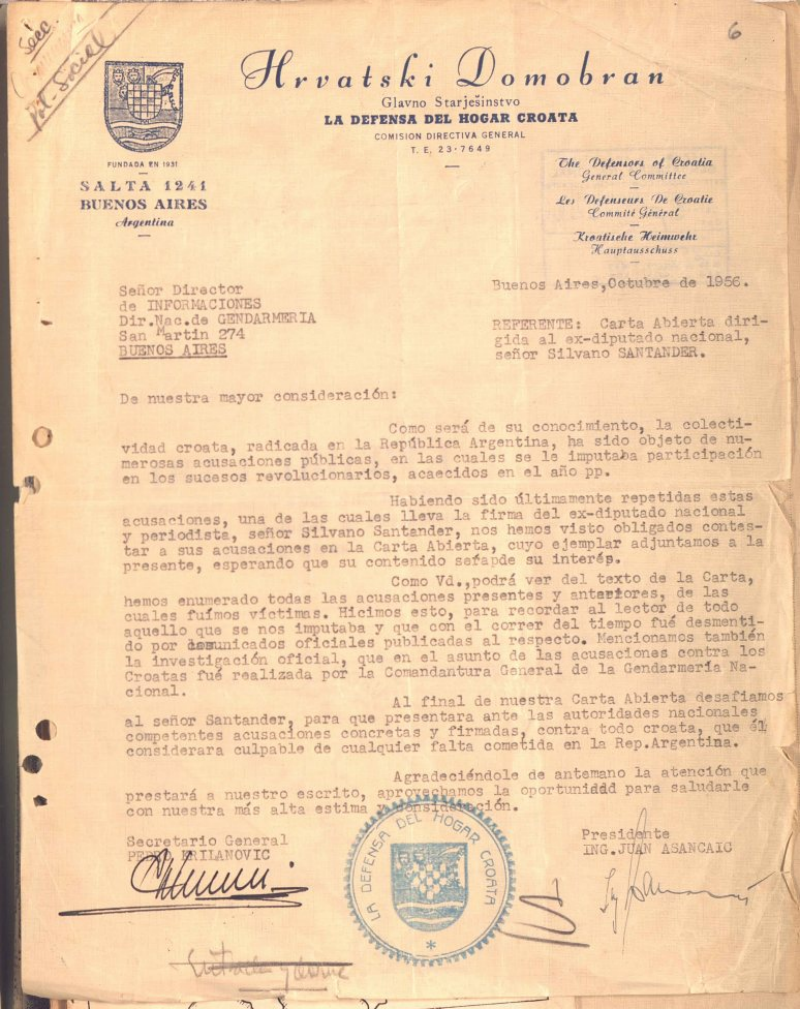 6
Secc.
Pol. Social
Hrvatski Domobran
Glavno Starješinstvo
LA DEFENSA DEL HOGAR CROATA
COMISION DIRECTIVA GENERAL
T. E. 23-7649
FUNDADA EN 1931
SALTA 1241
BUENOS AIRES
Argentina
The Defensors of Croatia
General Committee
Les Defenseurs De Croatie
Commité Général
Kroatische Heimwehr
Hauptausschuss
Buenos Aires,Octubre de 1956.
Señor Director
de INFORMACIONES
Dir.Nac.de GENDARMERIA
San Martin 274
BUENOS AIRES
REFERENTE: Carta Abierta diri-
gida al ex-diputado nacional,
señor Silvano SANTANDER.
De nuestra mayor consideración:
Como será de su conocimiento, la colecti-
vidad croata, radicada en la República Argentina, ha sido objeto de nu-
merosas acusaciones públicas, en las cuales se le imputaba participación
en los sucesos revolucionarios, acaecidos en el año pp.
Habiendo sido últimamente repetidas estas
acusaciones, una de las cuales lleva la firma del ex-diputado nacional
y periodista, señor Silvano Santander, nos hemos visto obligados contes-
tar a sus acusaciones en la Carta Abierta, cuyo ejemplar adjuntamos a la
presente, esperando que su contenido serapde su interés.
Como Vd.,podrá ver del texto de la Carta,
hemos enumerado todas las acusaciones presentes y anteriores, de las
cuales fuímos víctimas. Hicimos esto, para recordar al lector de todo
aquello que se nos imputaba y que con el correr del tiempo fué desmenti-
do por comunicados oficiales publicadas al respecto. Mencionamos también
la investigación oficial, que en el asunto de las acusaciones contra los
Croatas fué realizada por la Comandantura General de la Gendarmería Na-
cional.
Al final de nuestra Carta Abierta desafiamos
al señor Santander, para que presentara ante las autoridades nacionales
competentes acusaciones concretas y firmadas, contra todo croata, que él
considerara culpable de cualquier falta cometida en la Rep.Argentina.
Agradeciéndole de antemano la atención que
prestará a nuestro escrito, aprovechamos la oportunidad para saludarle
con nuestra más alta estima y consideración.
Secretario General
PEDRO KRILANOVIC
Presidente
ING.JUAN ASANCAIC
LA DEFENSA DEL HOGAR CROATA